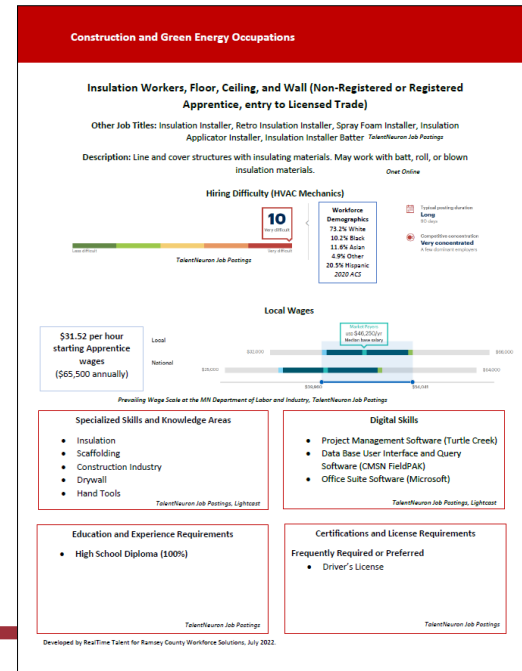 Construction and Green Energy Occupations
Insulation Workers, Floor, Ceiling, and Wall (Non-Registered or Registered
Apprentice, entry to Licensed Trade)
Other Job Titles: Insulation Installer, Retro Insulation Installer, Spray Foam Installer, Insulation
Applicator Installer, Insulation Installer Batter TalentNeuron Job Postings
Description: Line and cover structures with insulating materials. May work with batt, roll, or blown
insulation materials. Onet Online
Hiring Difficulty (HVAC Mechanics)
10
Very difficult
Less difficult
Very difficult
TalentNeuron Job Postings
Workforce
Demographics
73.2% White
10.2% Black
11.6% Asian
4.9% Other
20.5% Hispanic
2020 ACS
Typical posting duration
Long
Competitive concentration
Very concentrated
A few dominant employers
Local Wages
$31.52 per hour
starting Apprentice
wages
($65,500 annually)
Market Payers
USD $46,250/yr
Median base salary
Local
National
Prevailing Wage Scale at the MN Department of Labor and Industry, TalentNeuron Job Postings
Specialized Skills and Knowledge Areas
Insulation
Scaffolding
Construction Industry
Drywall
Hand Tools
TalentNeuron Job Postings, Lightcast
Digital Skills
Project Management Software (Turtle Creek)
Data Base User Interface and Query
Software (CMSN FieldPAK)
Office Suite Software (Microsoft)
TalentNeuron Job Postings, Lightcast
Education and Experience Requirements
High School Diploma (100%)
TalentNeuron Job Postings
Certifications and License Requirements
Frequently Required or Preferred
Driver's License
TalentNeuron Job Postings
Developed by RealTime Talent for Ramsey County Workforce Solutions, July 2022.